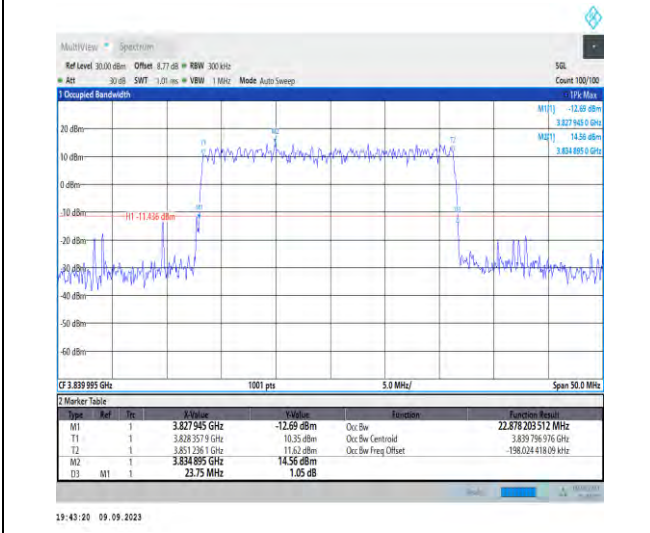 MultiView Spectrum
Ref Level 30.00 dBm Offset 8.77 dB RBW 300 kHz SGL
Att 30 dB SWT 1.01 ms VBW 1 MHz Mode Auto Sweep Count 100/100
1 Occupied Bandwidth 1Pk Max
M1[1] -12.69 dBm
3.827 945 0 GHz
M2[1] 14.56 dBm
3.834 895 0 GHz
20 dBm
T1 M2 T2
10 dBm
0 dBm
M1
-10 dBm
H1 -11.436 dBm
-20 dBm
-30 dBm
-40 dBm
-50 dBm
-60 dBm
CF 3.839 995 GHz 1001 pts 5.0 MHz/ Span 50.0 MHz
2 Marker Table
Type Ref Trc X-Value Y-Value Function Function Result
M1 1 3.827 945 GHz -12.69 dBm Occ Bw 22.878 203 512 MHz
T1 1 3.828 357 9 GHz 10.35 dBm Occ Bw Centroid 3.839 796 976 GHz
T2 1 3.851 236 1 GHz 11.62 dBm Occ Bw Freq Offset -198.024 418 09 kHz
M2 1 3.834 895 GHz 14.56 dBm
D3 M1 1 23.75 MHz 1.05 dB
19:43:20 09.09.2023